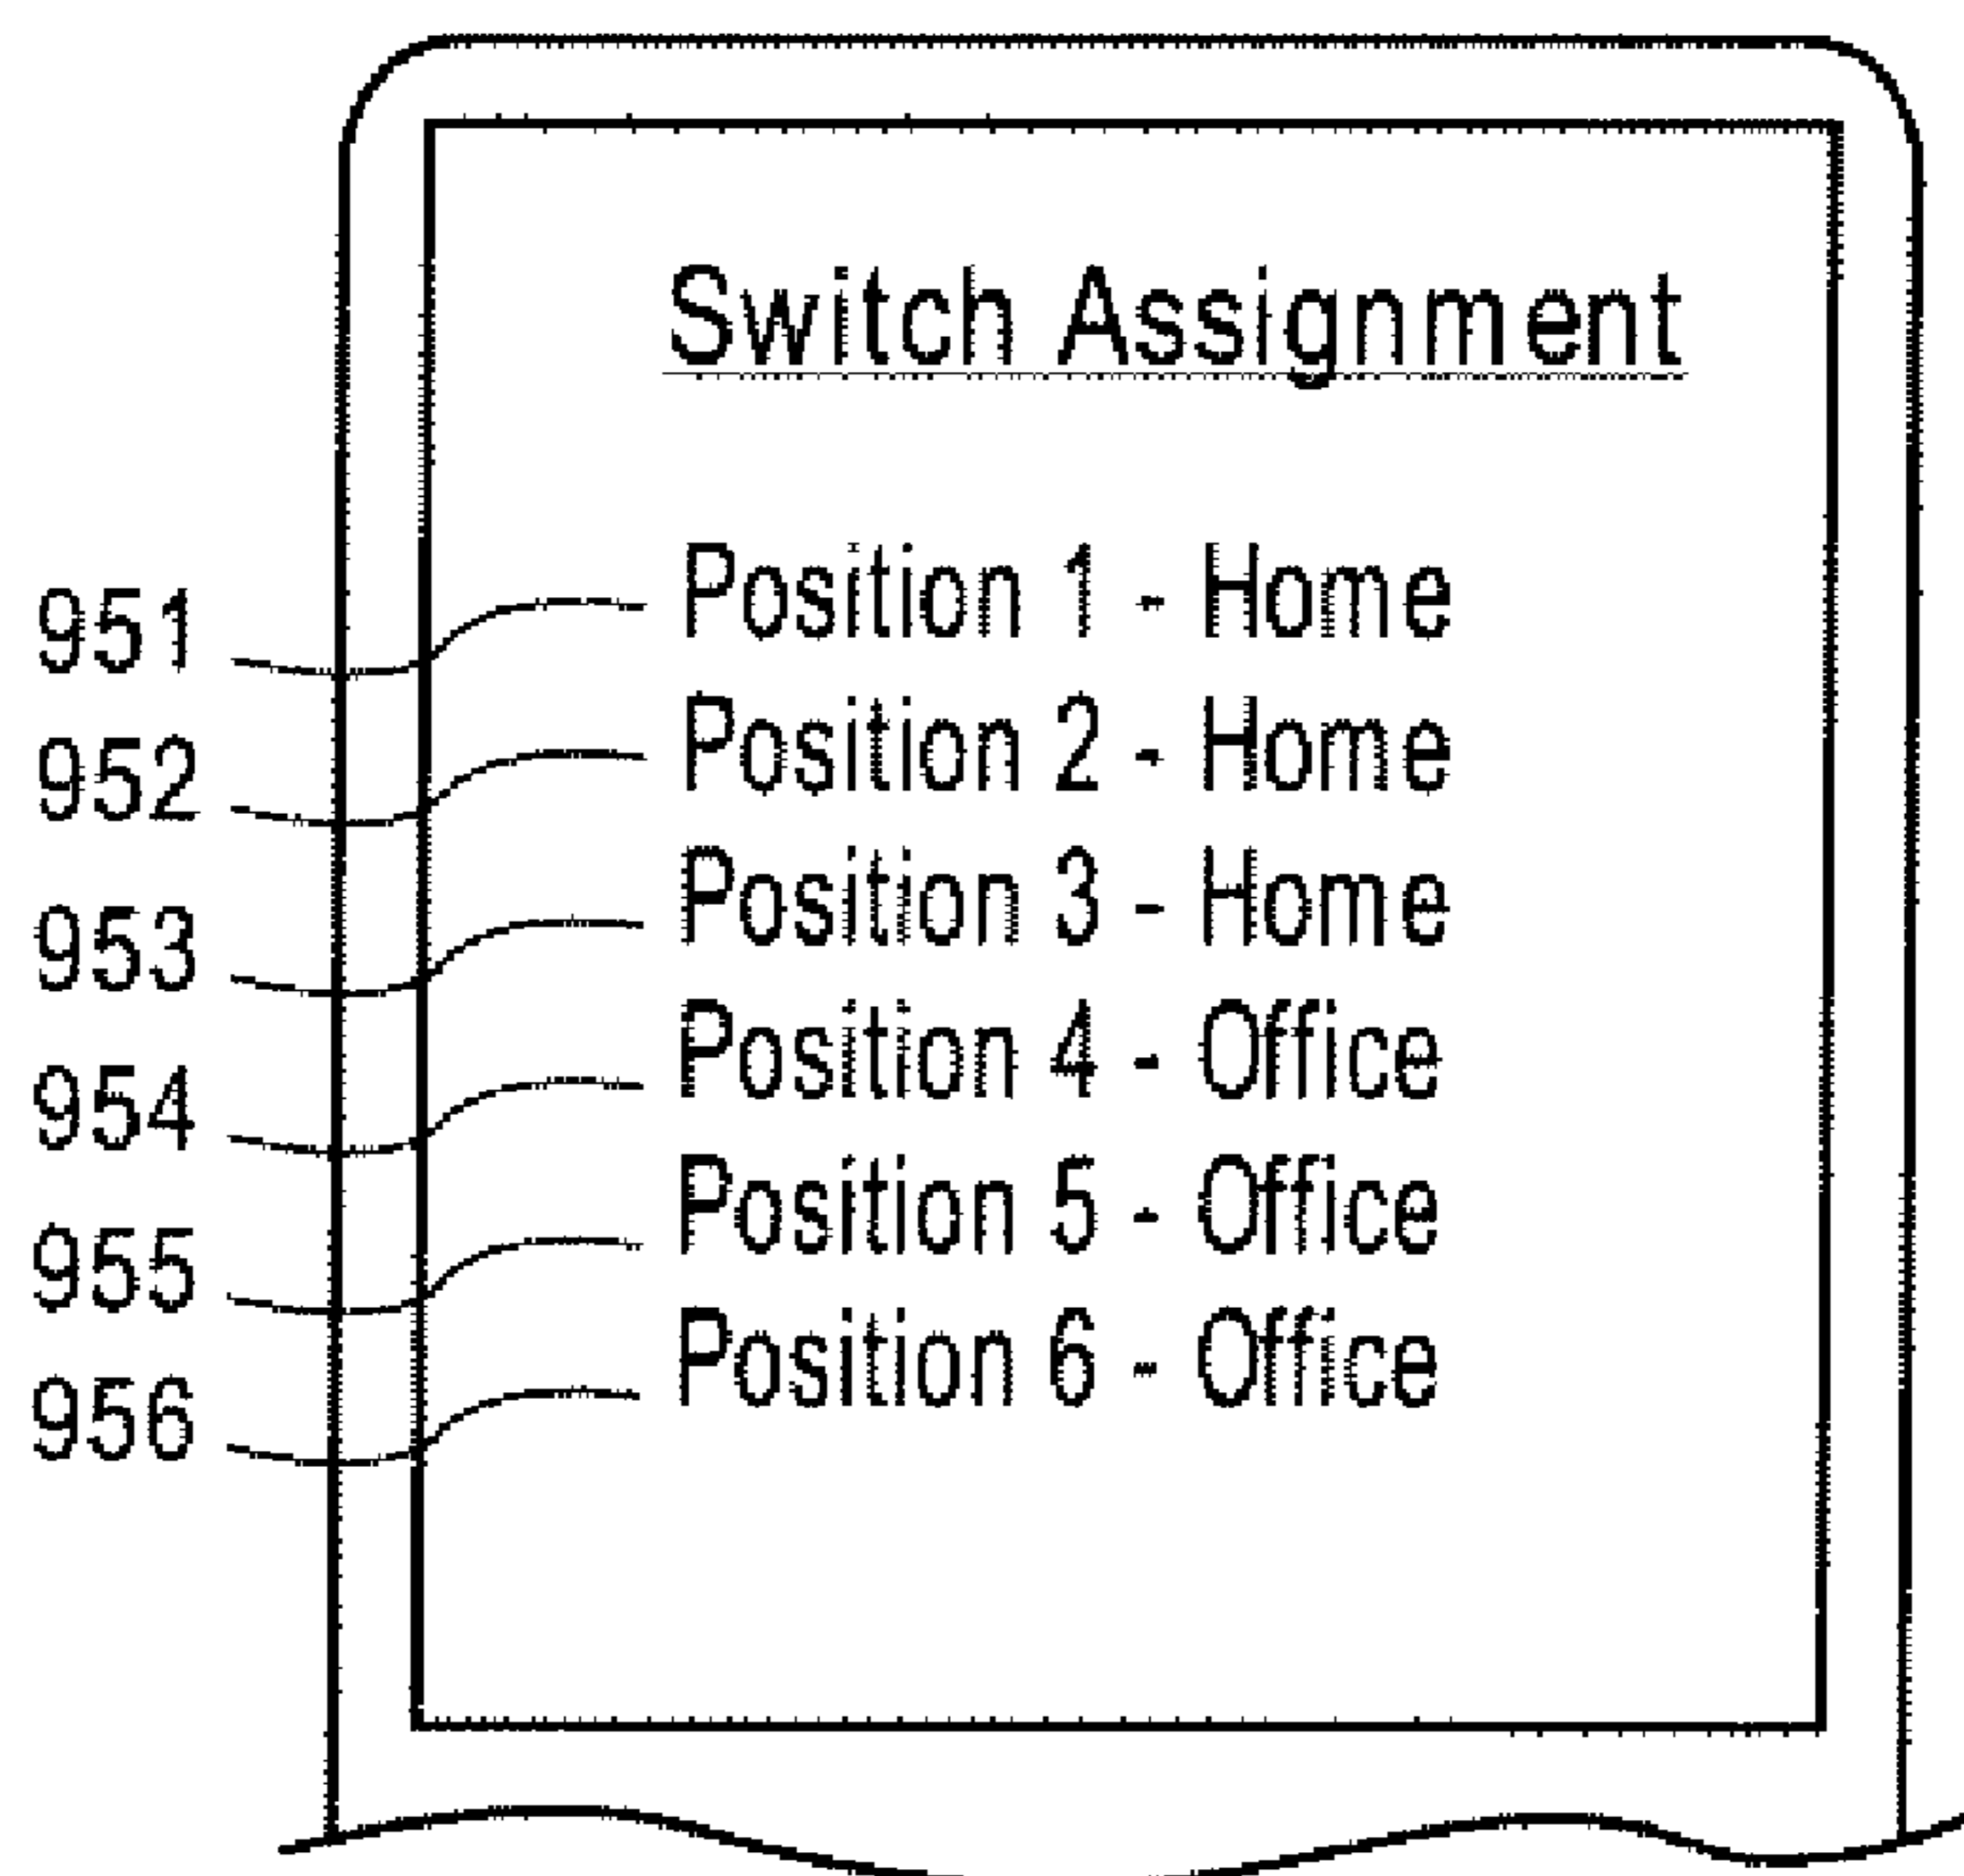 Switch Assignment
951 Position 1 - Home
952 Position 2 - Home
953 Position 3 - Home
954 Position 4 - Office
955 Position 5 - Office
956 Position 6 - Office